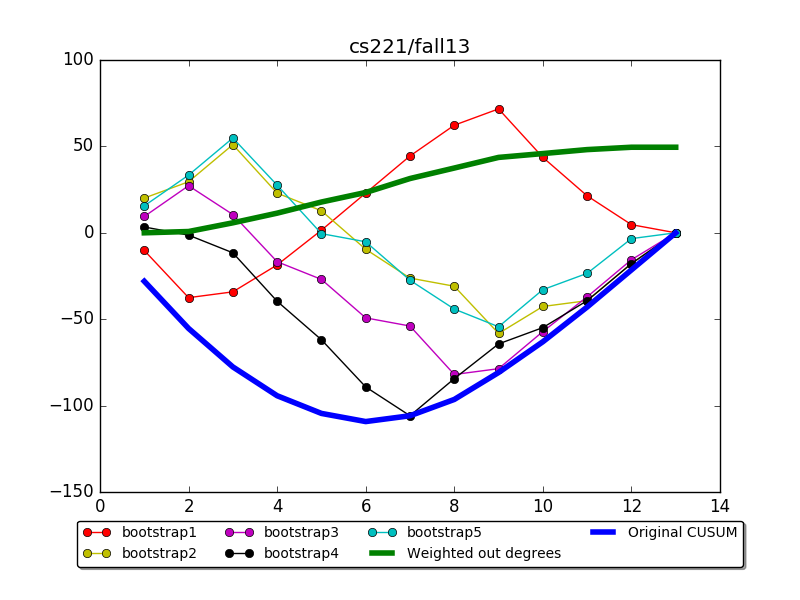 cs221/fall13
100
50
0
−50
−100
−150
0 2 4 6 8 10 12 14
bootstrap1 bootstrap3 bootstrap5 Original CUSUM
bootstrap2 bootstrap4 Weighted out degrees